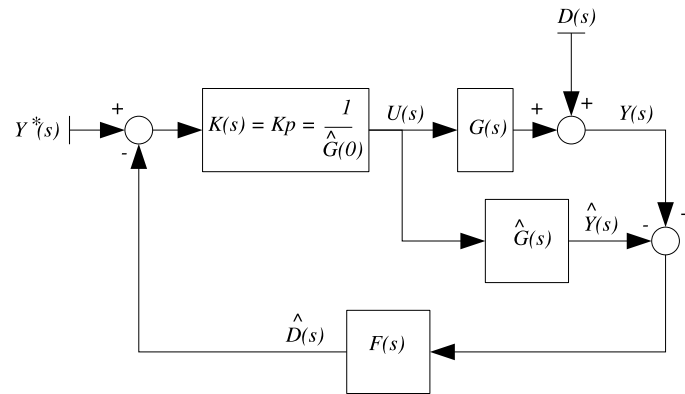 D(s)
+
Y*(s)
-
K(s) = Kp = 1
^
G(0)
U(s)
G(s)
+
+
Y(s)
^
G(s)
^
Y(s)
-
^
D(s)
F(s)